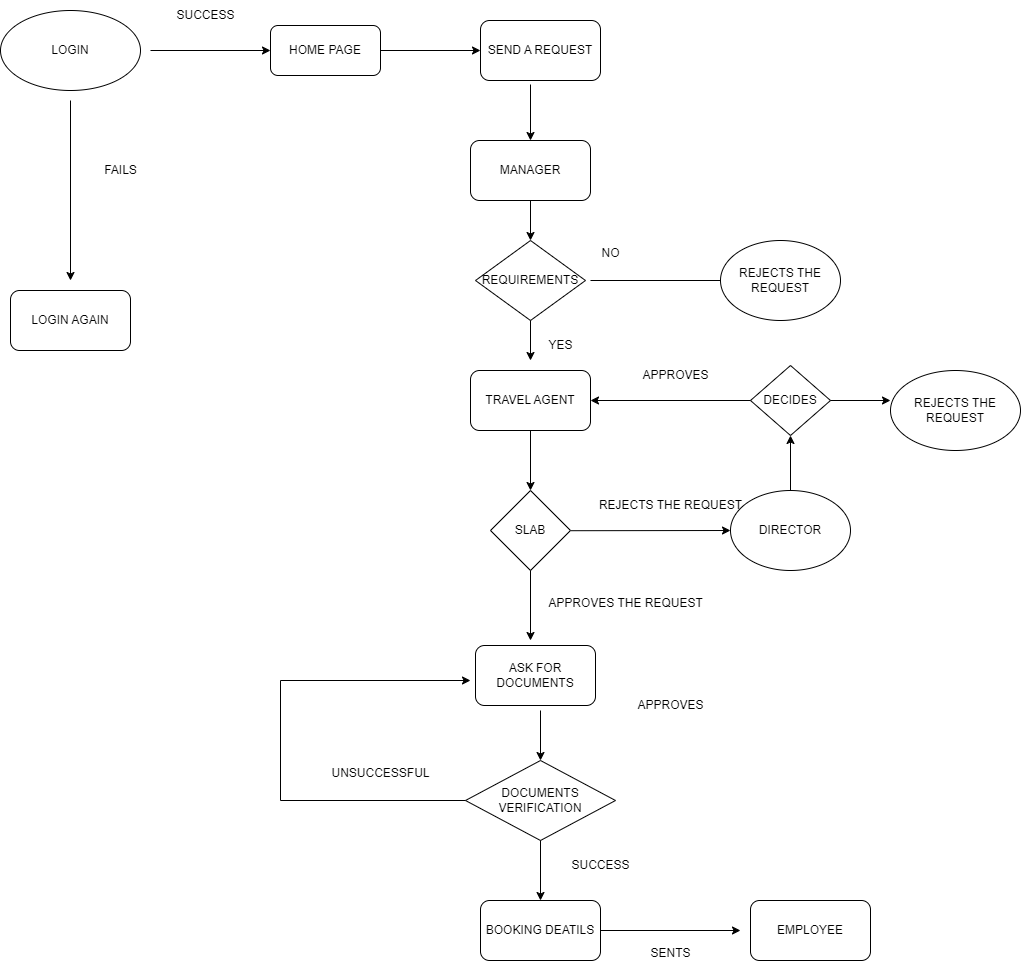 SUCCESS
LOGIN
HOME PAGE
SEND A REQUEST
FAILS
MANAGER
NO
REQUIREMENTS
REJECTS THE
REQUEST
LOGIN AGAIN
YES
APPROVES
TRAVEL AGENT
DECIDES
REJECTS THE
REQUEST
REJECTS THE REQUEST
SLAB
DIRECTOR
APPROVES THE REQUEST
ASK FOR
DOCUMENTS
APPROVES
UNSUCCESSFUL
DOCUMENTS
VERIFICATION
SUCCESS
BOOKING DEATILS
EMPLOYEE
SENTS